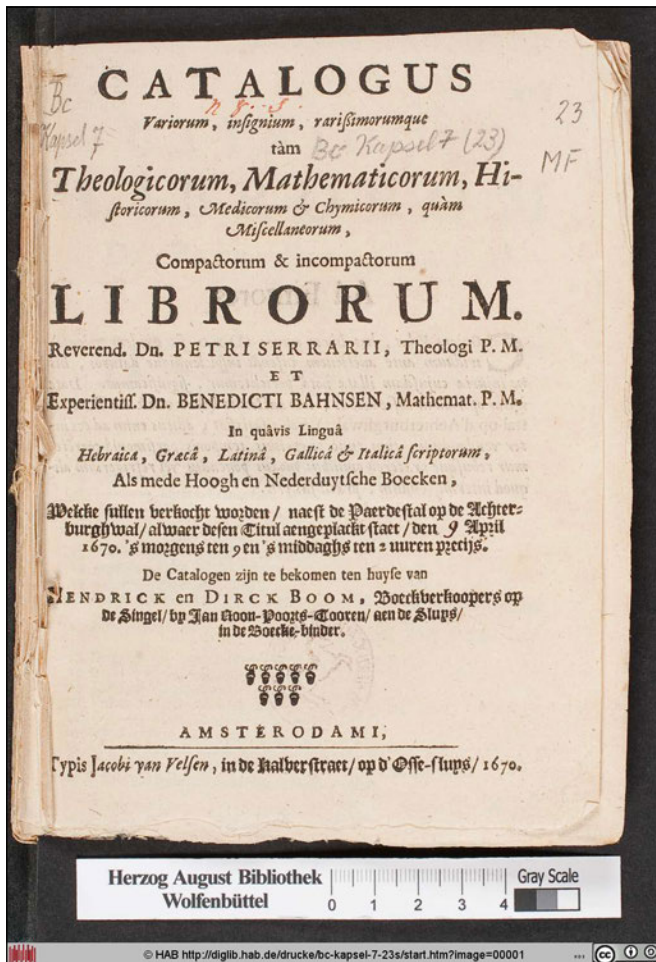 CATALOGUS
Bc
n 8. s.
23
Variorum, insignium, rarißimorumque
Kapsel 7
tàm
Bc Kapsel 7 (23)
MF
Theologicorum, Mathematicorum, Hi-
storicorum, Medicorum & Chymicorum, quàm
Miscellaneorum,
Compactorum & incompactorum
LIBRORUM.
Reverend. Dn. PETRI SERRARII, Theologi P. M.
ET
Experientiss. Dn. BENEDICTI BAHNSEN, Mathemat. P. M.
In quâvis Linguâ
Hebraica, Græcâ, Latinâ, Gallicâ & Italicâ scriptorum,
Als mede Hoogh en Nederduytsche Boecken,
Welcke sullen verkocht worden / naest de Paerdestal op de Achter-
burghwal / alwaer desen Titul aengeplackt staet / den 9 April
1670. 's morgens ten 9 en 's middaghs ten 2 uuren precijs.
De Catalogen zijn te bekomen ten huyse van
HENDRICK en DIRCK BOOM, Boeckverkoopers op
de Singel / by Jan Roon-Poorts-Tooren / aen de Sluys /
in de Boecke-binder.
AMSTERODAMI,
Typis Jacobi van Velsen, in de Kalverstraet / op d'Osse-sluys / 1670.
Herzog August Bibliothek
Wolfenbüttel
0 1 2 3 4
Gray Scale
© HAB http://diglib.hab.de/drucke/bc-kapsel-7-23s/start.htm?image=00001
... cc